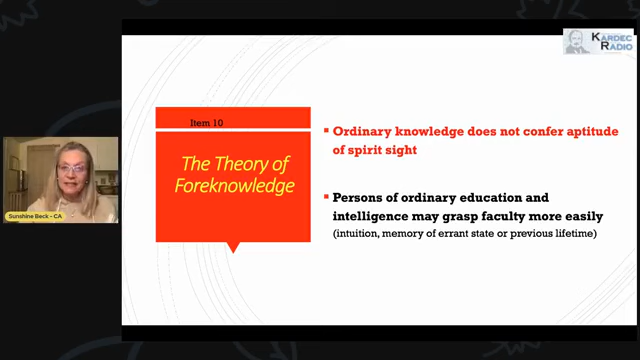 KARDEC
RADIO
Item 10
The Theory of
Foreknowledge
▪ Ordinary knowledge does not confer aptitude
of spirit sight
▪ Persons of ordinary education and
intelligence may grasp faculty more easily
(intuition, memory of errant state or previous lifetime)
Sunshine Beck - CA